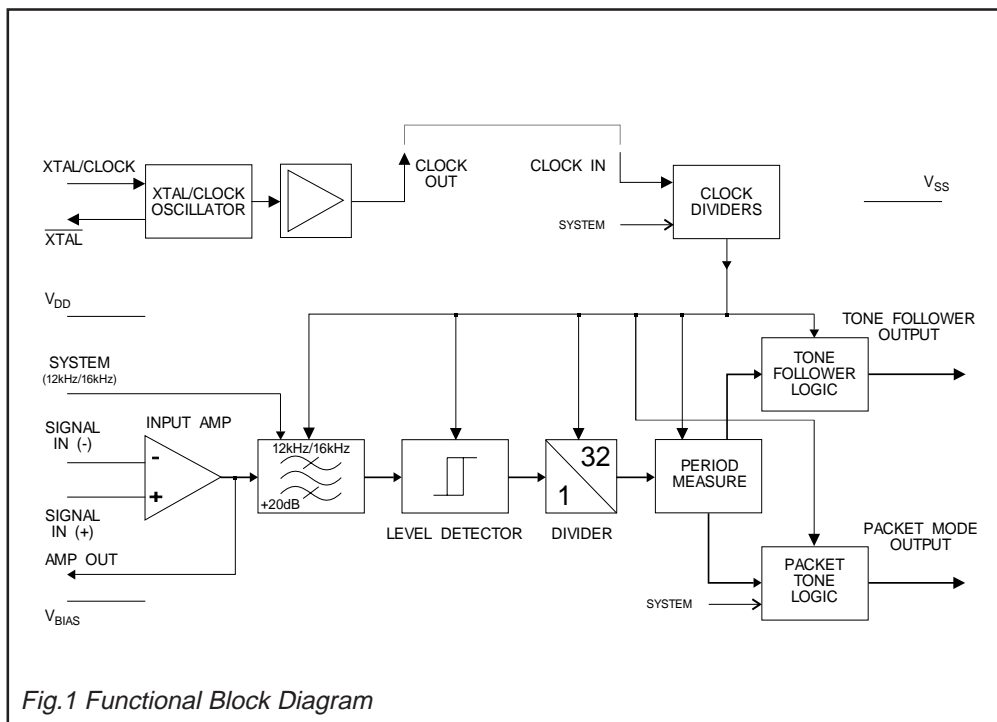 XTAL/CLOCK
XTAL
XTAL/CLOCK
OSCILLATOR
CLOCK
OUT
CLOCK IN
SYSTEM
CLOCK
DIVIDERS
VSS
VDD
SYSTEM
(12kHz/16kHz)
SIGNAL
IN (-)
INPUT AMP
-
+
SIGNAL
IN (+)
AMP OUT
VBIAS
12kHz/16kHz
+20dB
LEVEL DETECTOR
32
1
DIVIDER
PERIOD
MEASURE
TONE FOLLOWER
OUTPUT
TONE
FOLLOWER
LOGIC
PACKET MODE
OUTPUT
PACKET
TONE
LOGIC
SYSTEM
Fig.1 Functional Block Diagram